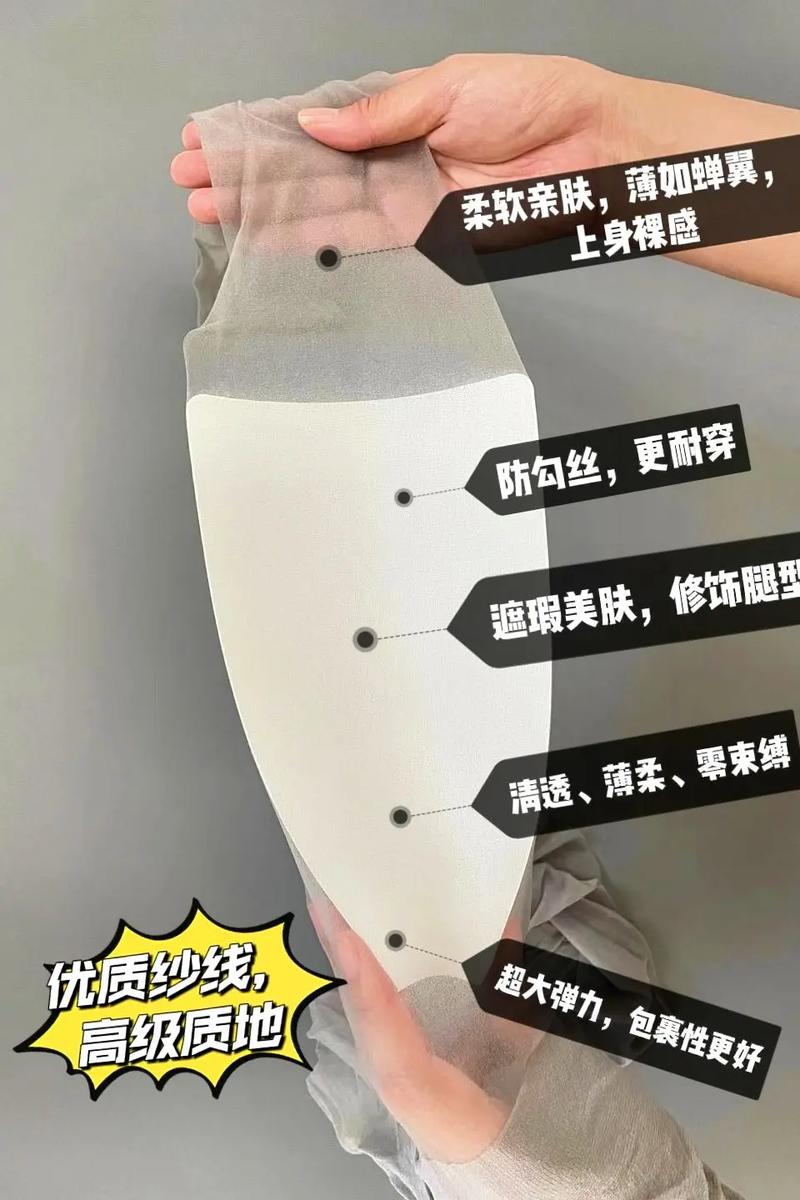 柔软亲肤，薄如蝉翼，
上身裸感
防勾丝，更耐穿
遮瑕美肤，修饰腿型
清透、薄柔、零束缚
超大弹力，包裹性更好
优质纱线，
高级质地